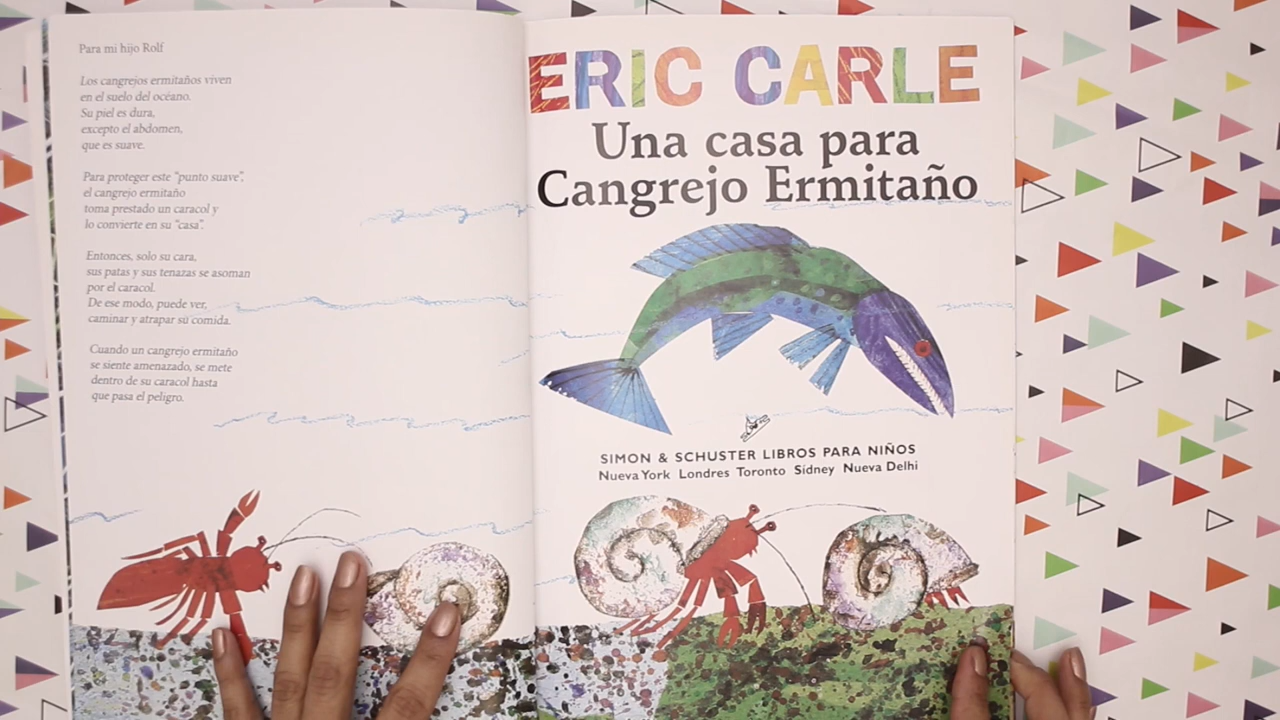 Para mi hijo Rolf
Los cangrejos ermitaños viven
en el suelo del océano.
Su piel es dura,
excepto el abdomen,
que es suave.
Para proteger este “punto suave”,
el cangrejo ermitaño
toma prestado un caracol y
lo convierte en su “casa”.
Entonces, solo su cara,
sus patas y sus tenazas se asoman
por el caracol.
De ese modo, puede ver,
caminar y atrapar su comida.
Cuando un cangrejo ermitaño
se siente amenazado, se mete
dentro de su caracol hasta
que pasa el peligro.
ERIC CARLE
Una casa para
Cangrejo Ermitaño
SIMON & SCHUSTER LIBROS PARA NIÑOS
Nueva York Londres Toronto Sídney Nueva Delhi